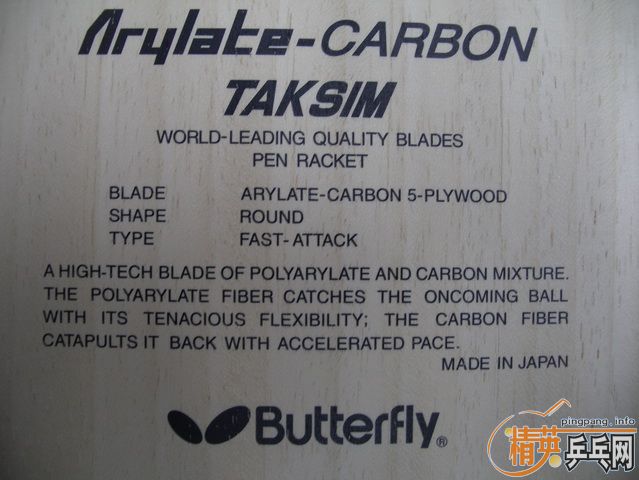 Arylate-CARBON
TAKSIM
WORLD-LEADING QUALITY BLADES
PEN RACKET
BLADE ARYLATE-CARBON 5-PLYWOOD
SHAPE ROUND
TYPE FAST-ATTACK
A HIGH-TECH BLADE OF POLYARYLATE AND CARBON MIXTURE.
THE POLYARYLATE FIBER CATCHES THE ONCOMING BALL
WITH ITS TENACIOUS FLEXIBILITY; THE CARBON FIBER
CATAPULTS IT BACK WITH ACCELERATED PACE.
MADE IN JAPAN
Butterfly®
pingpang.info
精英乒乓网